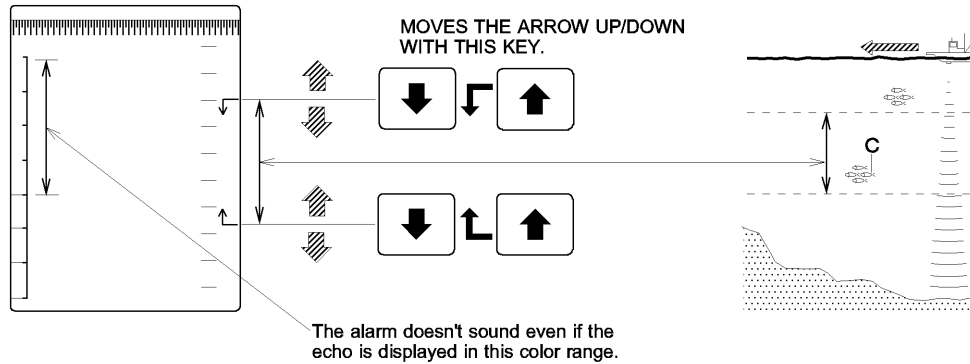 MOVES THE ARROW UP/DOWN
WITH THIS KEY.
C
The alarm doesn't sound even if the
echo is displayed in this color range.